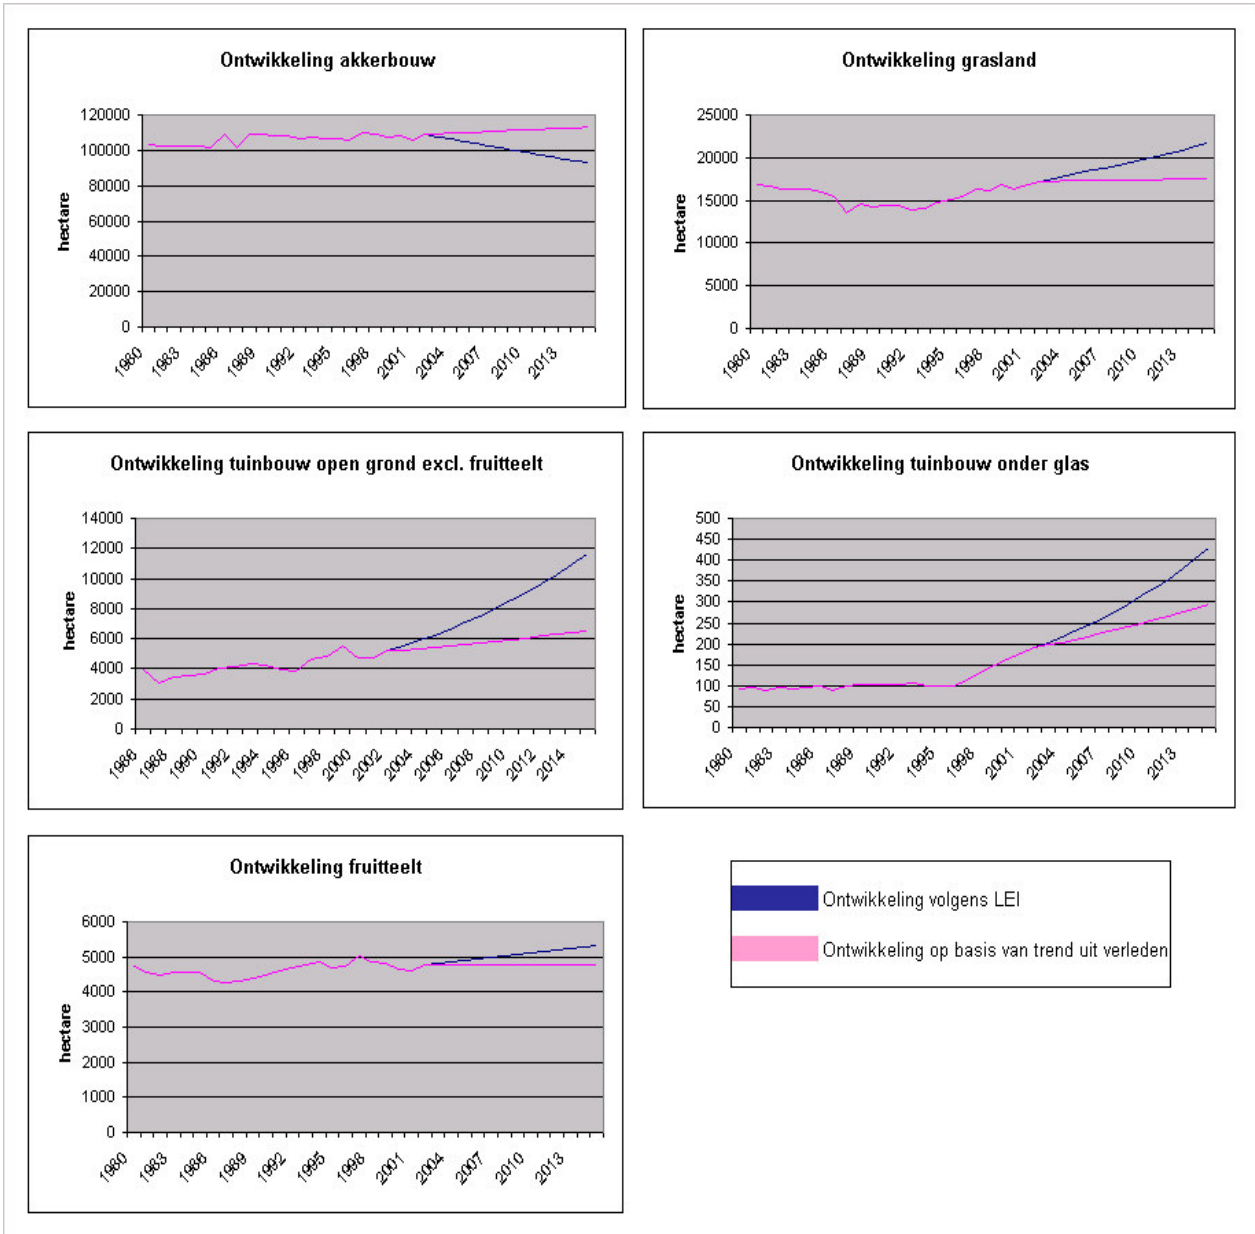 Ontwikkeling akkerbouw
hectare
120000
100000
80000
60000
40000
20000
0
1980 1983 1986 1989 1992 1995 1998 2001 2004 2007 2010 2013
Ontwikkeling grasland
hectare
25000
20000
15000
10000
5000
0
1980 1983 1986 1989 1992 1995 1998 2001 2004 2007 2010 2013
Ontwikkeling tuinbouw open grond excl. fruitteelt
hectare
14000
12000
10000
8000
6000
4000
2000
0
1986 1988 1990 1992 1994 1996 1998 2000 2002 2004 2006 2008 2010 2012 2014
Ontwikkeling tuinbouw onder glas
hectare
500
450
400
350
300
250
200
150
100
50
0
1980 1983 1986 1989 1992 1995 1998 2001 2004 2007 2010 2013
Ontwikkeling fruitteelt
hectare
6000
5000
4000
3000
2000
1000
0
1980 1983 1986 1989 1992 1995 1998 2001 2004 2007 2010 2013
Ontwikkeling volgens LEI
Ontwikkeling op basis van trend uit verleden